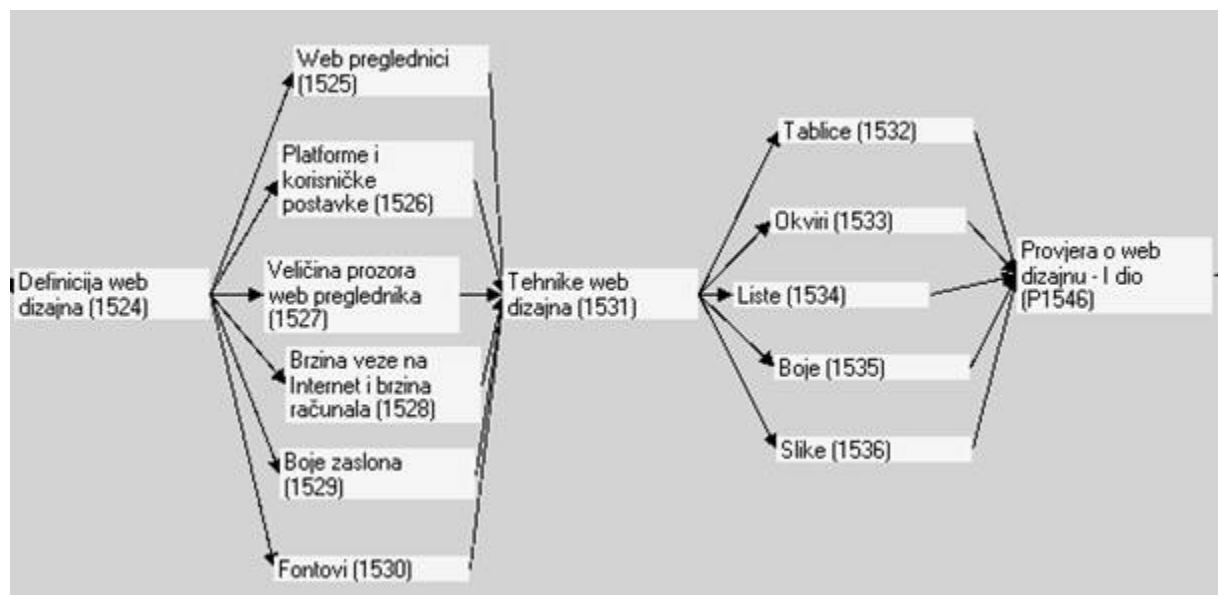 Definicija web
dizajna (1524)
Web preglednici
(1525)
Platforme i
korisničke
postavke (1526)
Veličina prozora
web preglednika
(1527)
Brzina veze na
Internet i brzina
računala (1528)
Boje zaslona
(1529)
Fontovi (1530)
Tehnike web
dizajna (1531)
Tablice (1532)
Okviri (1533)
Liste (1534)
Boje (1535)
Slike (1536)
Provjera o web
dizajnu - I dio
(P1546)